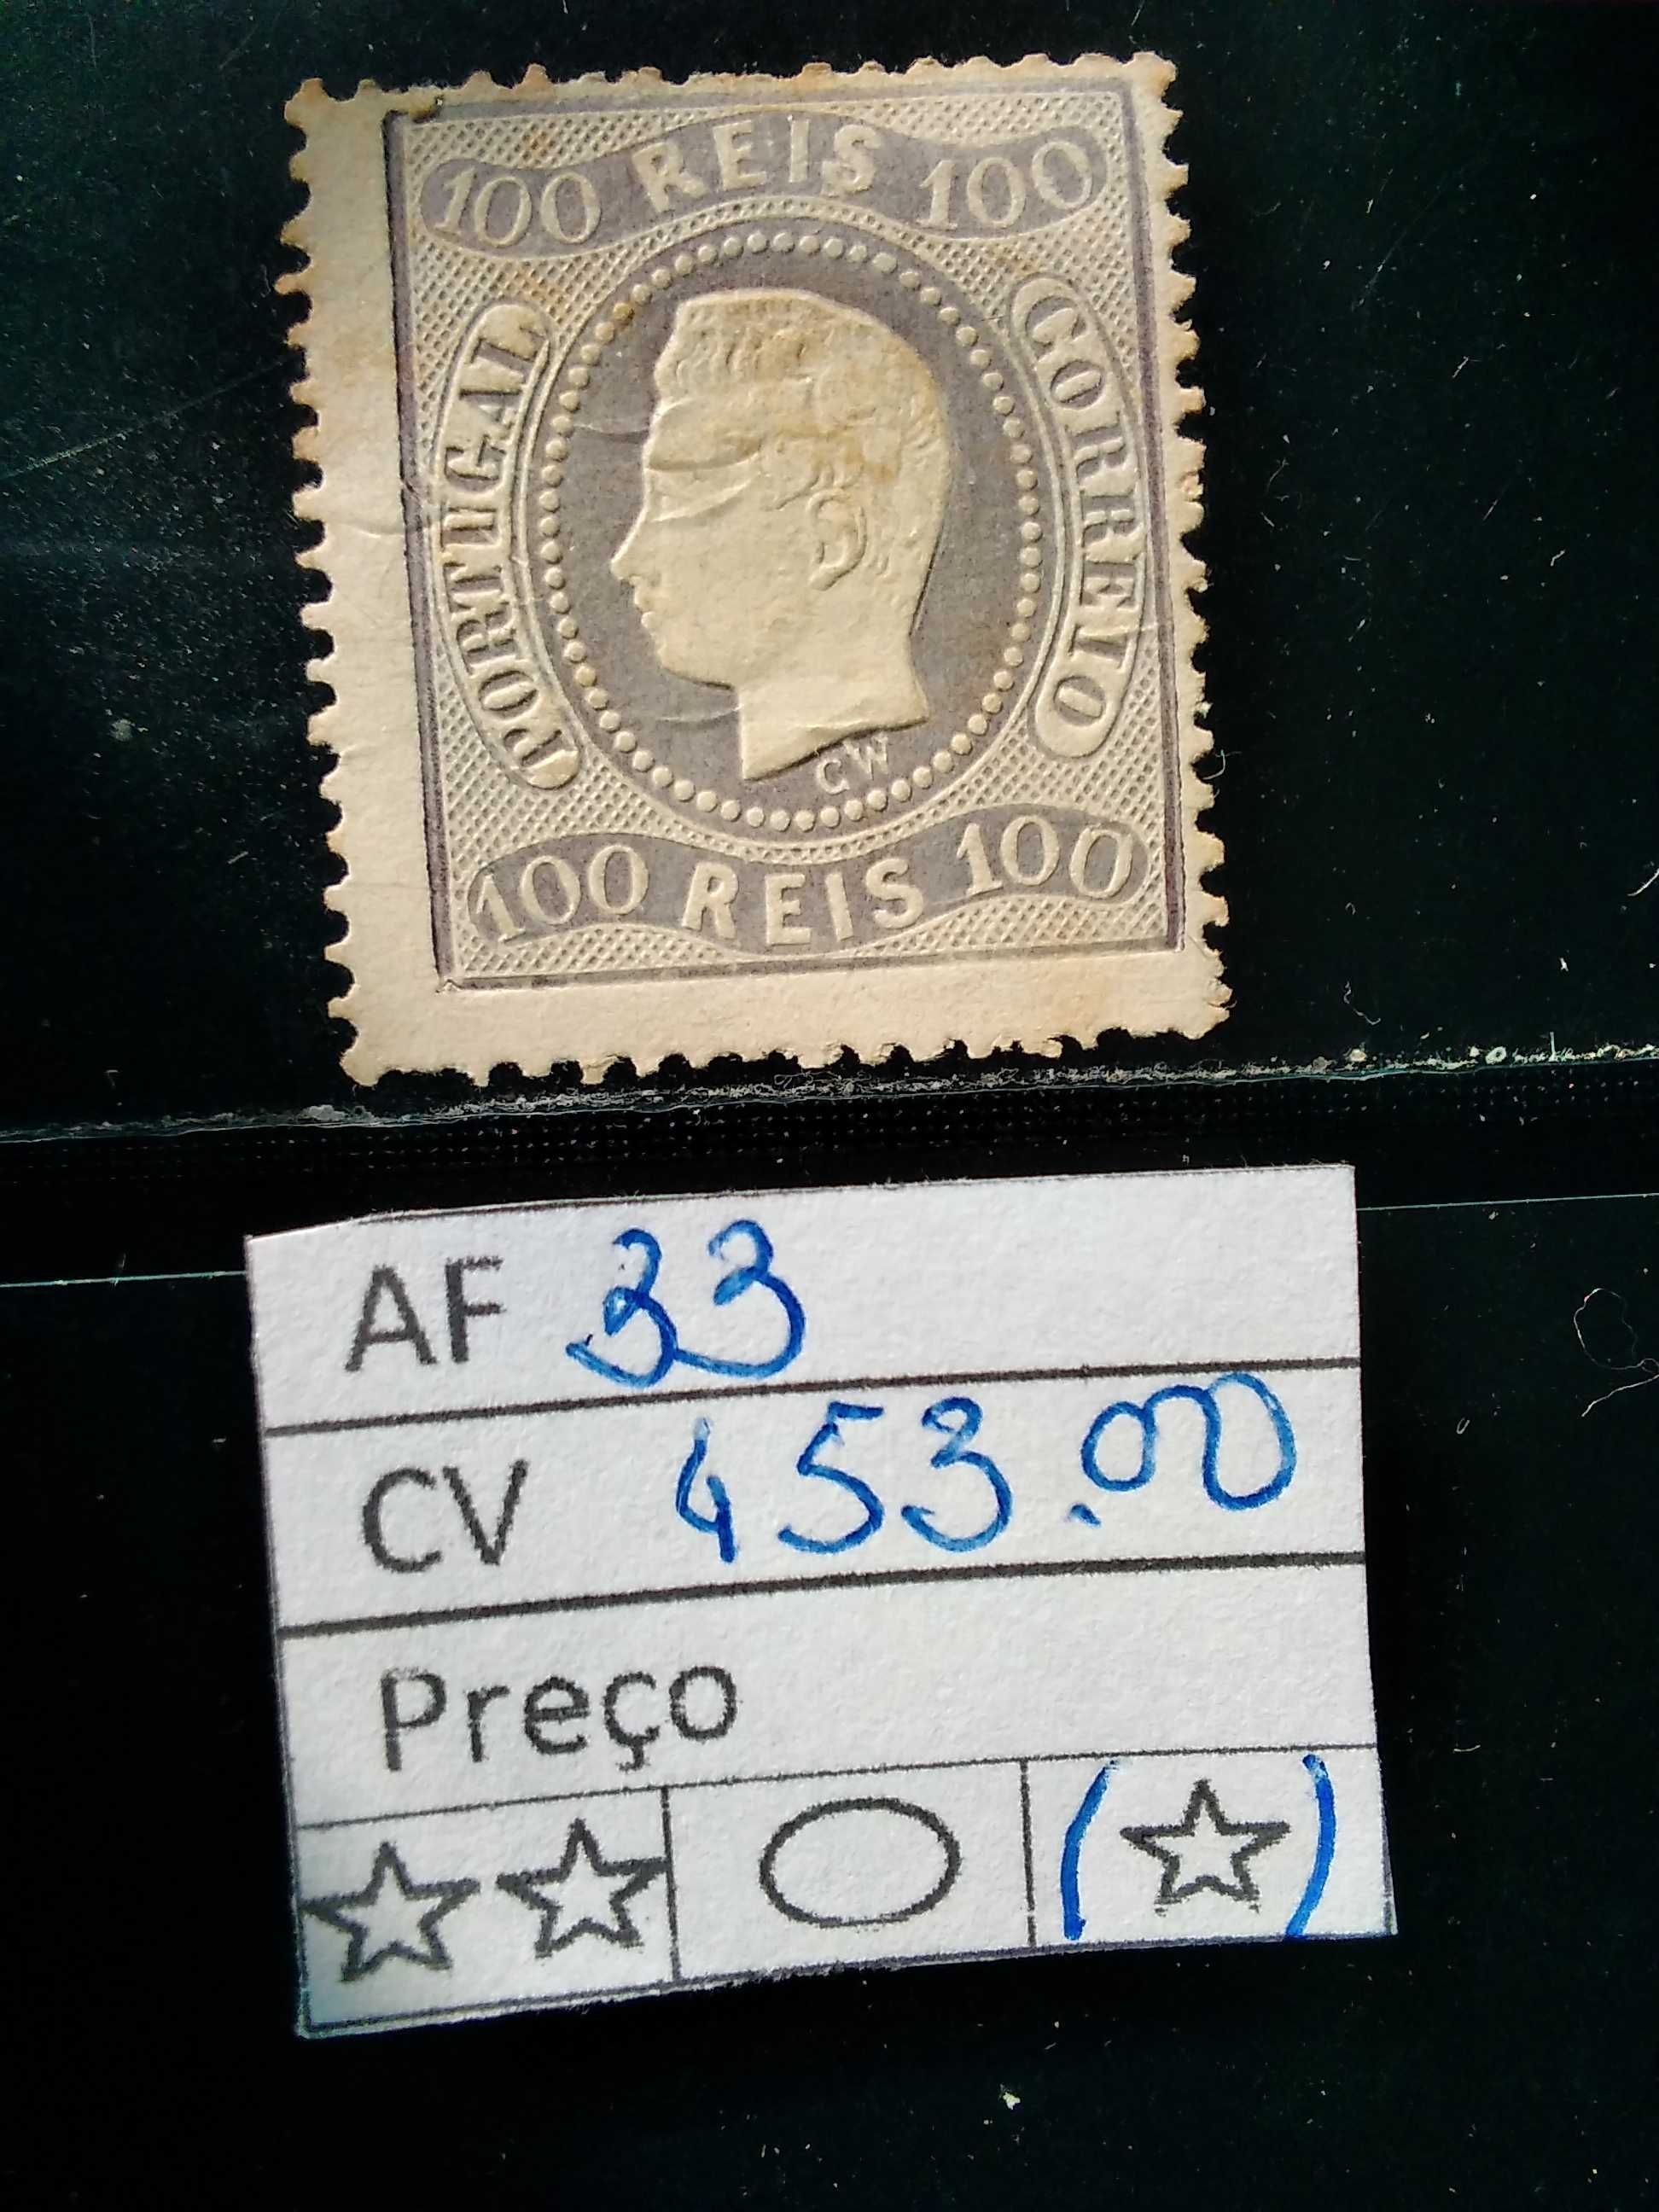 100 REIS 100
PORTUGAL
CORREIO
CW
100 REIS 100
AF 33
CV 453.00
Preço
( )